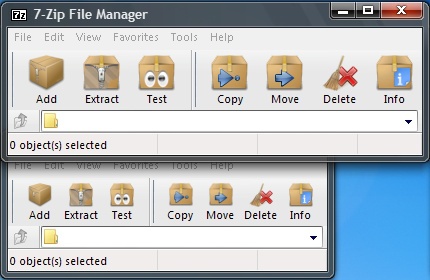 7z 7-Zip File Manager
File Edit View Favorites Tools Help
Add Extract Test Copy Move Delete Info
0 object(s) selected
File Edit View Favorites Tools Help
Add Extract Test Copy Move Delete Info
0 object(s) selected